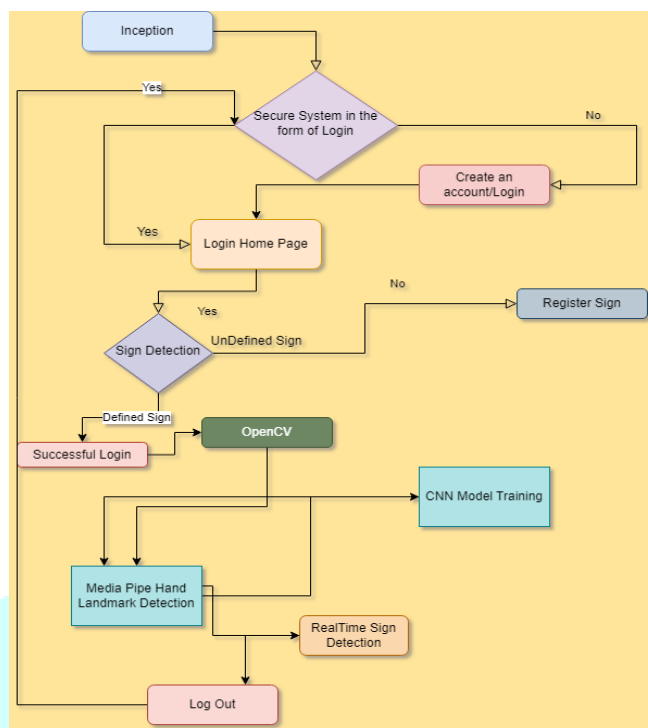 Inception
Yes
Secure System in the
form of Login
No
Create an
account/Login
Yes
Login Home Page
No
Register Sign
Yes
UnDefined Sign
Sign Detection
Defined Sign
OpenCV
Successful Login
CNN Model Training
Media Pipe Hand
Landmark Detection
RealTime Sign
Detection
Log Out